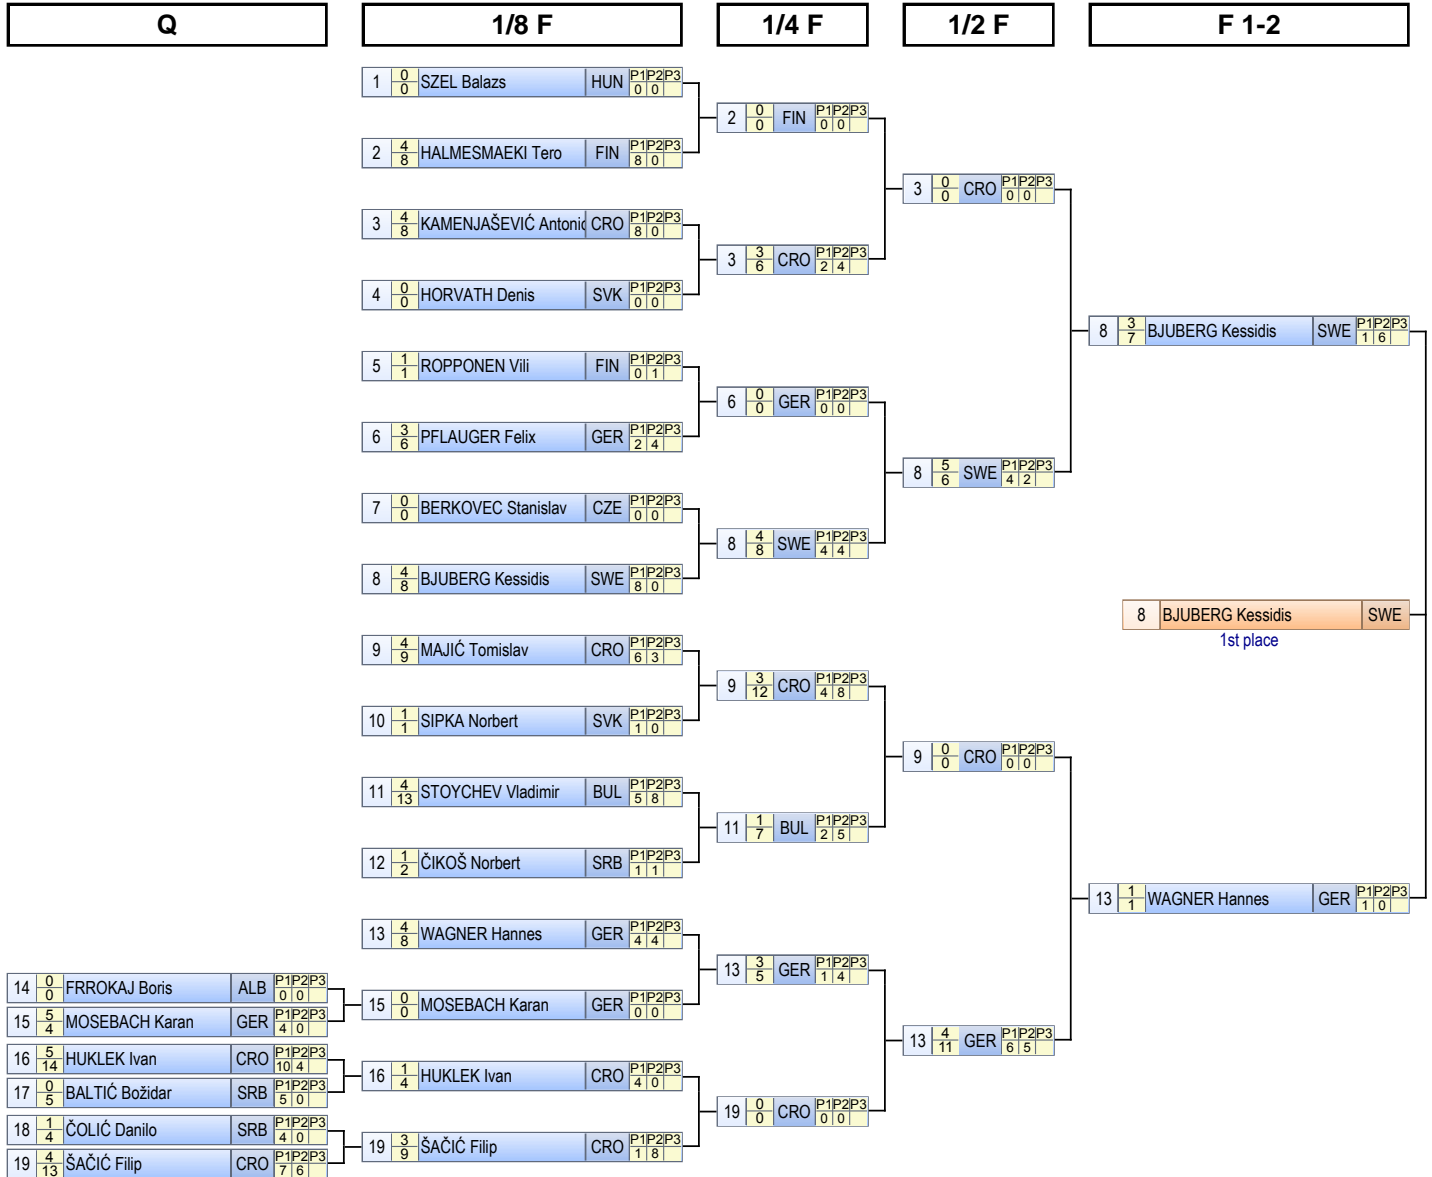 Q 1/8 F 1/4 F 1/2 F F 1-2
1 0 0 SZEL Balazs HUN P1 P2 P3 0 0
2 0 0 FIN P1 P2 P3 0 0
2 4 8 HALMESMAEKI Tero FIN P1 P2 P3 8 0
3 0 0 CRO P1 P2 P3 0 0
3 4 8 KAMENJAŠEVIĆ Antonio CRO P1 P2 P3 8 0
3 3 6 CRO P1 P2 P3 2 4
4 0 0 HORVATH Denis SVK P1 P2 P3 0 0
8 3 7 BJUBERG Kessidis SWE P1 P2 P3 1 6
5 1 1 ROPPONEN Vili FIN P1 P2 P3 0 1
6 0 0 GER P1 P2 P3 0 0
6 3 6 PFLAUGER Felix GER P1 P2 P3 2 4
8 5 6 SWE P1 P2 P3 4 2
7 0 0 BERKOVEC Stanislav CZE P1 P2 P3 0 0
8 4 8 SWE P1 P2 P3 4 4
8 4 8 BJUBERG Kessidis SWE P1 P2 P3 8 0
8 BJUBERG Kessidis SWE
1st place
9 4 9 MAJIĆ Tomislav CRO P1 P2 P3 6 3
9 3 12 CRO P1 P2 P3 4 8
10 1 1 SIPKA Norbert SVK P1 P2 P3 1 0
9 0 0 CRO P1 P2 P3 0 0
11 4 13 STOYCHEV Vladimir BUL P1 P2 P3 5 8
11 1 7 BUL P1 P2 P3 2 5
12 1 2 ČIKOŠ Norbert SRB P1 P2 P3 1 1
13 1 1 WAGNER Hannes GER P1 P2 P3 1 0
13 4 8 WAGNER Hannes GER P1 P2 P3 4 4
13 3 5 GER P1 P2 P3 1 4
14 0 0 FRROKAJ Boris ALB P1 P2 P3 0 0
15 0 0 MOSEBACH Karan GER P1 P2 P3 0 0
15 5 4 MOSEBACH Karan GER P1 P2 P3 4 0
13 4 11 GER P1 P2 P3 6 5
16 5 14 HUKLEK Ivan CRO P1 P2 P3 10 4
16 1 4 HUKLEK Ivan CRO P1 P2 P3 4 0
17 0 5 BALTIĆ Božidar SRB P1 P2 P3 5 0
19 0 0 CRO P1 P2 P3 0 0
18 1 4 ČOLIĆ Danilo SRB P1 P2 P3 4 0
19 3 9 ŠAČIĆ Filip CRO P1 P2 P3 1 8
19 4 13 ŠAČIĆ Filip CRO P1 P2 P3 7 6